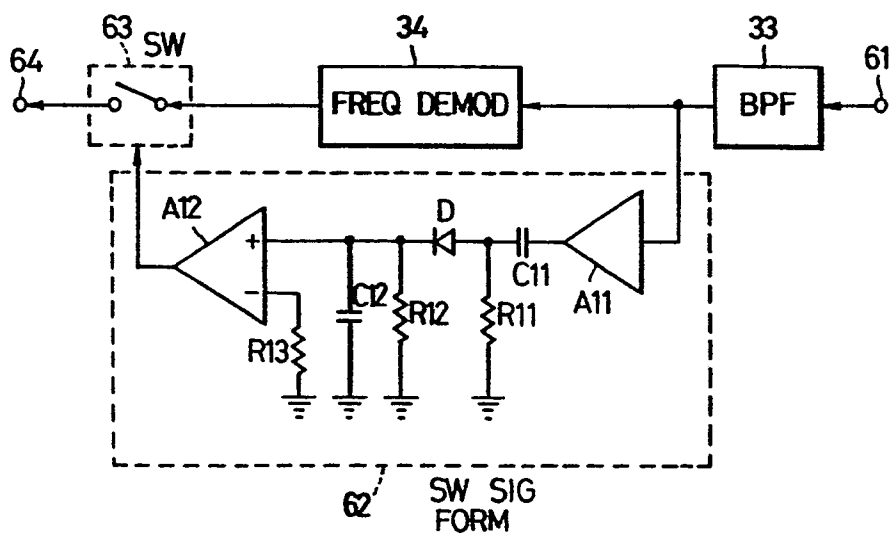 63
SW
34
33
64
61
FREQ DEMOD
BPF
A12
D
+
C11
A11
−
C12
R12
R11
R13
62
SW SIG
FORM